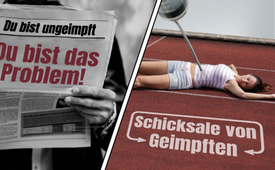 Du bist ungeimpft
Du bist das
Problem!
Schicksale von
Geimpften